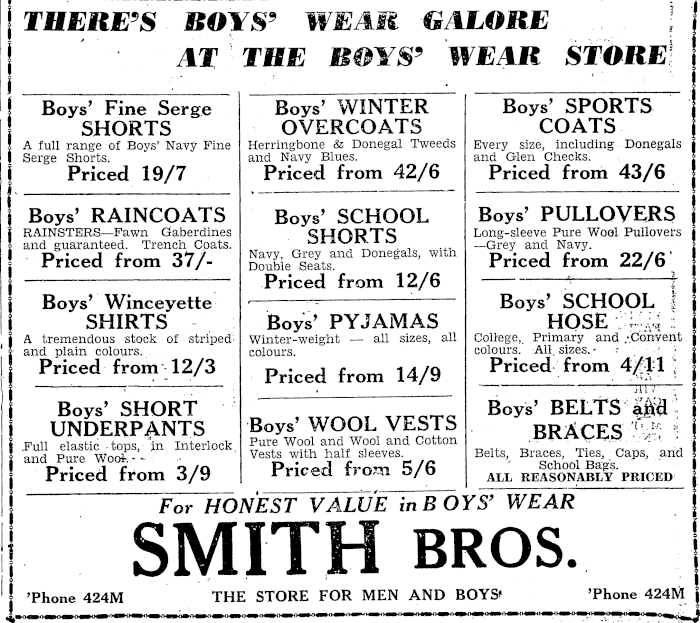 THERE'S BOYS' WEAR GALORE
AT THE BOYS' WEAR STORE
Boys' Fine Serge
SHORTS
A full range of Boys' Navy Fine
Serge Shorts.
Priced 19/7
Boys' RAINCOATS
RAINSTERS—Fawn Gaberdines
and guaranteed. Trench Coats.
Priced from 37/-
Boys' Winceyette
SHIRTS
A tremendous stock of striped
and plain colours.
Priced from 12/3
Boys' SHORT
UNDERPANTS
Full elastic tops, in Interlock
and Pure Wool.
Priced from 3/9
Boys' WINTER
OVERCOATS
Herringbone & Donegal Tweeds
and Navy Blues.
Priced from 42/6
Boys' SCHOOL
SHORTS
Navy, Grey and Donegals, with
Double Seats.
Priced from 12/6
Boys' PYJAMAS
Winter-weight — all sizes, all
colours.
Priced from 14/9
Boys' WOOL VESTS
Pure Wool and Wool and Cotton
Vests with half sleeves.
Priced from 5/6
Boys' SPORTS
COATS
Every size, including Donegals
and Glen Checks.
Priced from 43/6
Boys' PULLOVERS
Long-sleeve Pure Wool Pullovers
—Grey and Navy.
Priced from 22/6
Boys' SCHOOL
HOSE
College, Primary and Convent
colours. All sizes.
Priced from 4/11
Boys' BELTS and
BRACES
Belts, Braces, Ties, Caps, and
School Bags.
ALL REASONABLY PRICED
For HONEST VALUE in BOYS' WEAR
SMITH BROS.
'Phone 424M THE STORE FOR MEN AND BOYS' 'Phone 424M